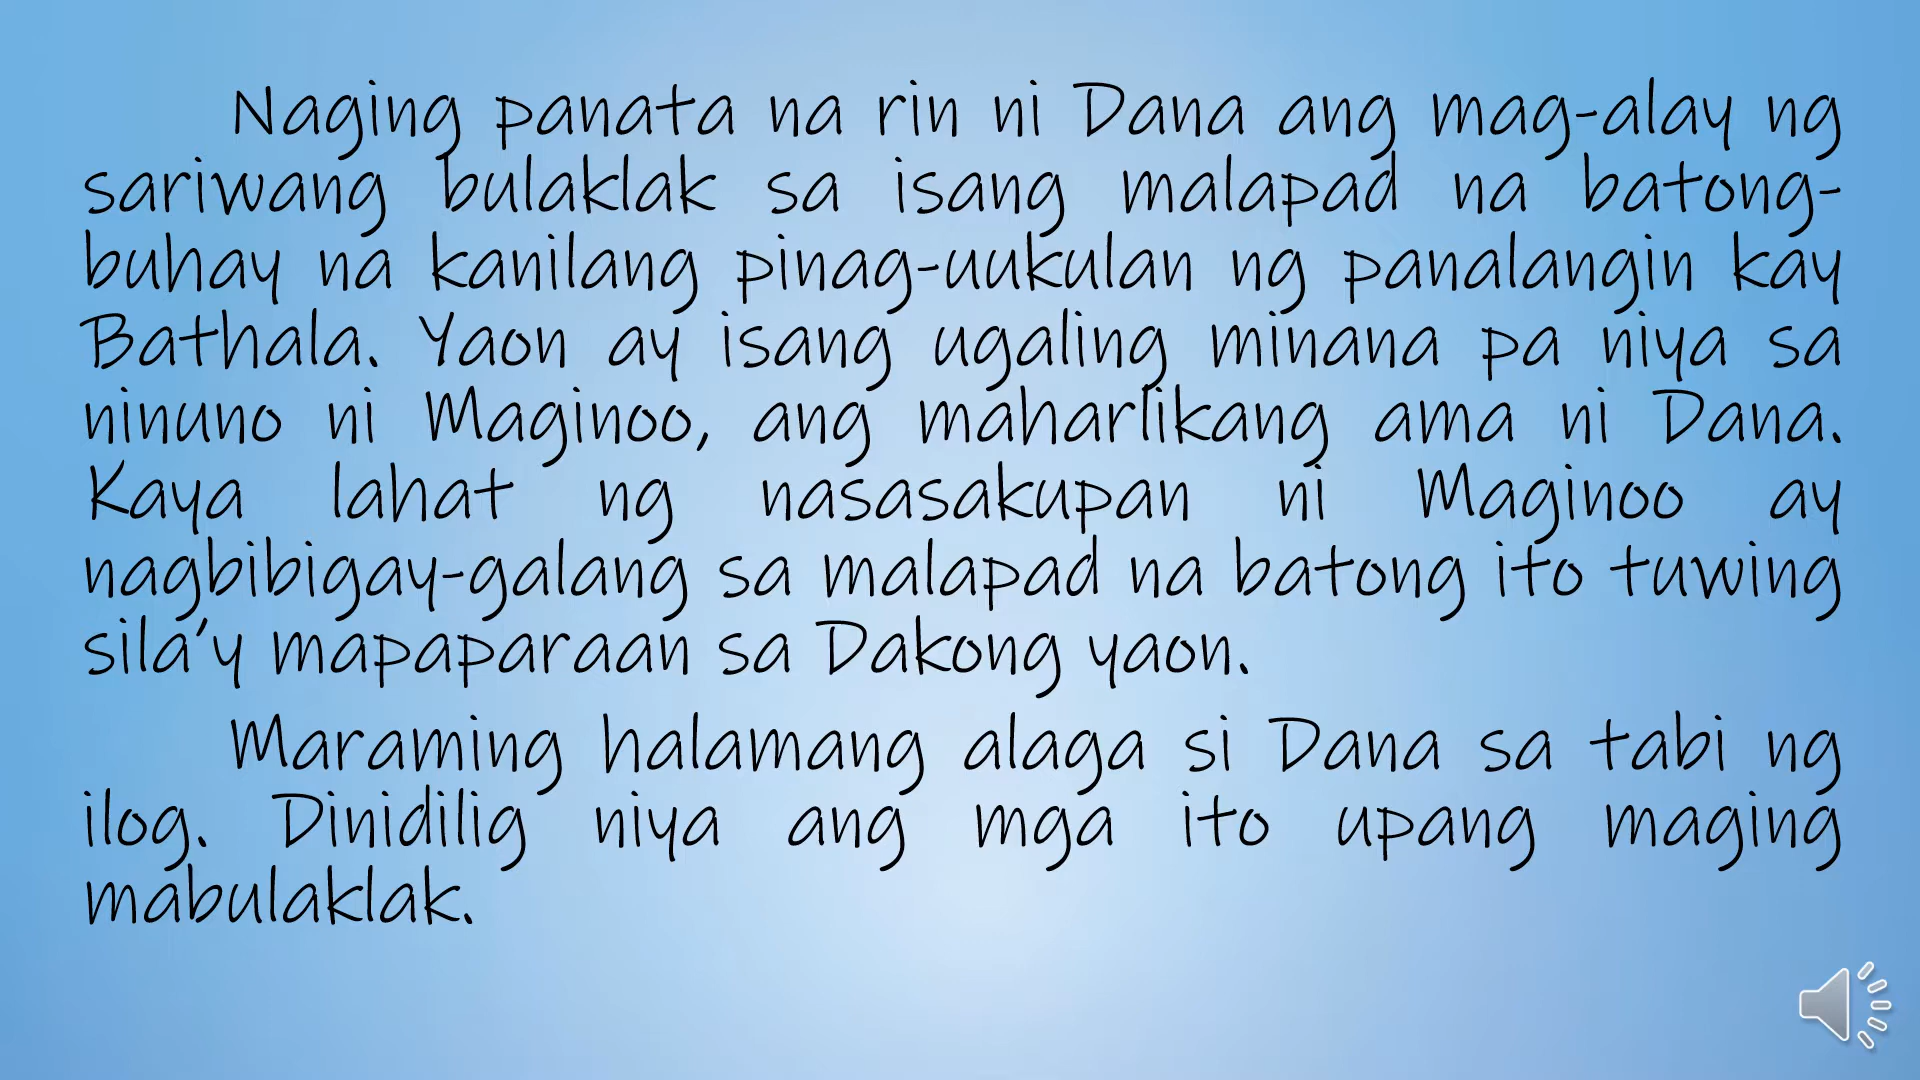 Naging panata na rin ni Dana ang mag-alay ng
sariwang bulaklak sa isang malapad na batong-
buhay na kanilang pinag-uukulan ng panalangin kay
Bathala. Yaon ay isang ugaling minana pa niya sa
ninuno ni Maginoo, ang maharlikang ama ni Dana.
Kaya lahat ng nasasakupan ni Maginoo ay
nagbibigay-galang sa malapad na batong ito tuwing
sila’y mapaparaan sa Dakong yaon.
Maraming halamang alaga si Dana sa tabi ng
ilog. Dinidilig niya ang mga ito upang maging
mabulaklak.